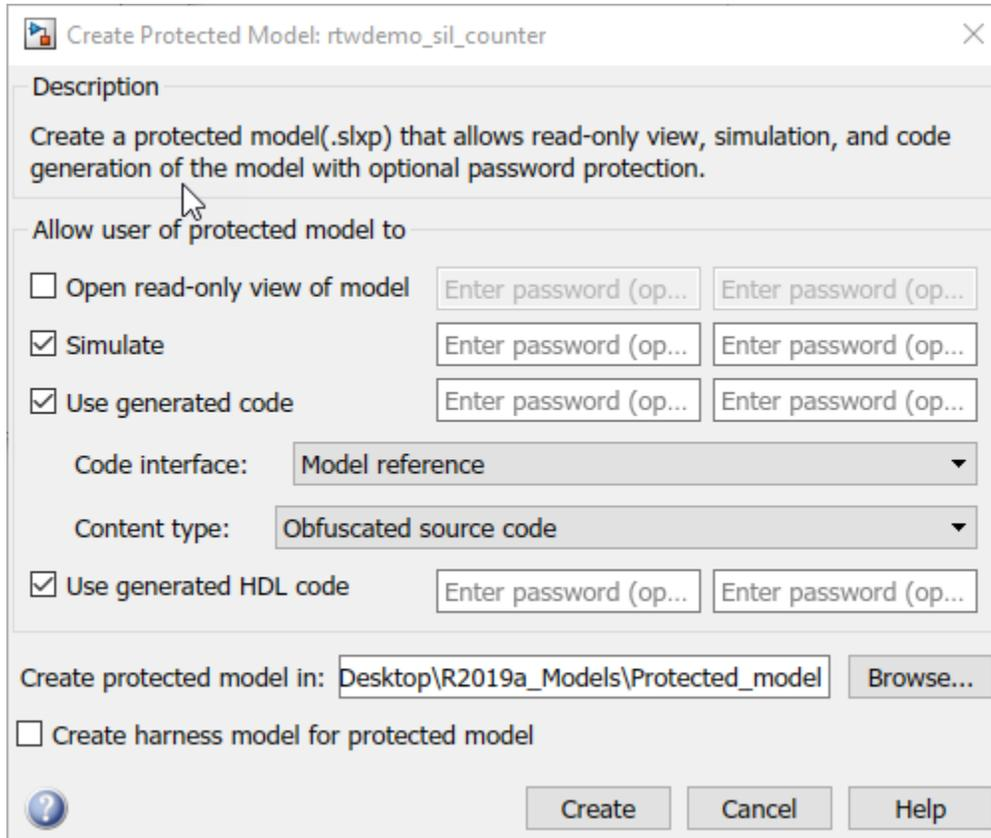 Create Protected Model: rtwdemo_sil_counter
Description
Create a protected model(.slxp) that allows read-only view, simulation, and code
generation of the model with optional password protection.
Allow user of protected model to
Open read-only view of model Enter password (op... Enter password (op...
Simulate Enter password (op... Enter password (op...
Use generated code Enter password (op... Enter password (op...
Code interface: Model reference
Content type: Obfuscated source code
Use generated HDL code Enter password (op... Enter password (op...
Create protected model in: Desktop\R2019a_Models\Protected_model Browse...
Create harness model for protected model
? Create Cancel Help